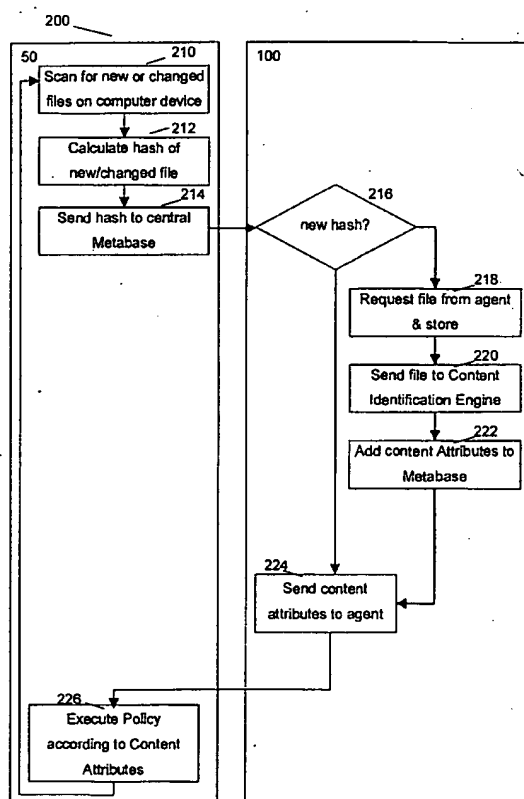 200
50
210
Scan for new or changed
files on computer device
212
Calculate hash of
new/changed file
214
Send hash to central
Metabase
100
216
new hash?
218
Request file from agent
& store
220
Send file to Content
Identification Engine
222
Add content Attributes to
Metabase
224
Send content
attributes to agent
226
Execute Policy
according to Content
Attributes